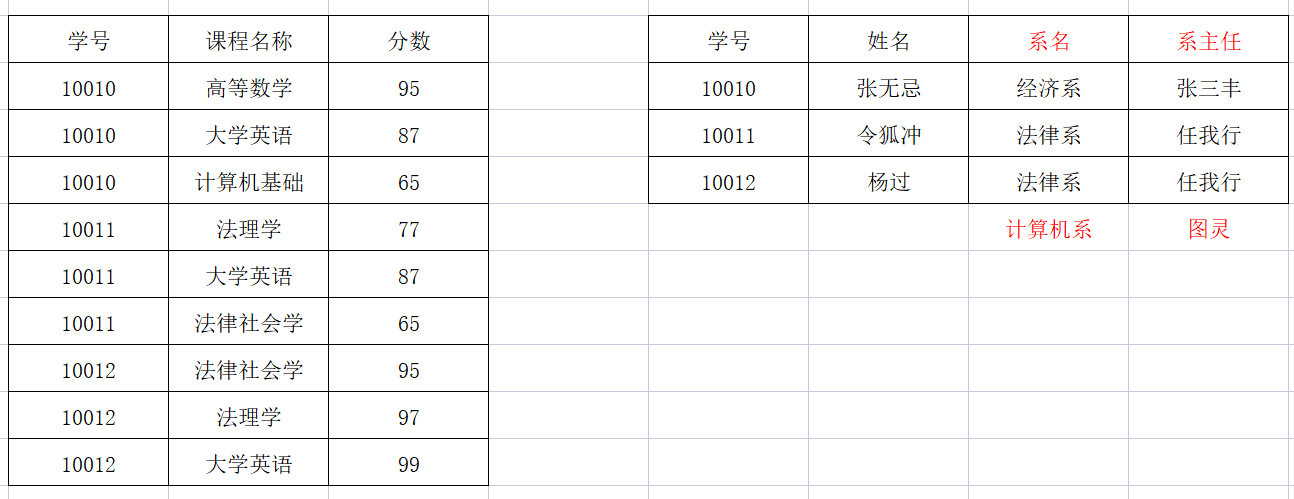 学号 课程名称 分数
10010 高等数学 95
10010 大学英语 87
10010 计算机基础 65
10011 法理学 77
10011 大学英语 87
10011 法律社会学 65
10012 法律社会学 95
10012 法理学 97
10012 大学英语 99
学号 姓名 系名 系主任
10010 张无忌 经济系 张三丰
10011 令狐冲 法律系 任我行
10012 杨过 法律系 任我行
计算机系 图灵